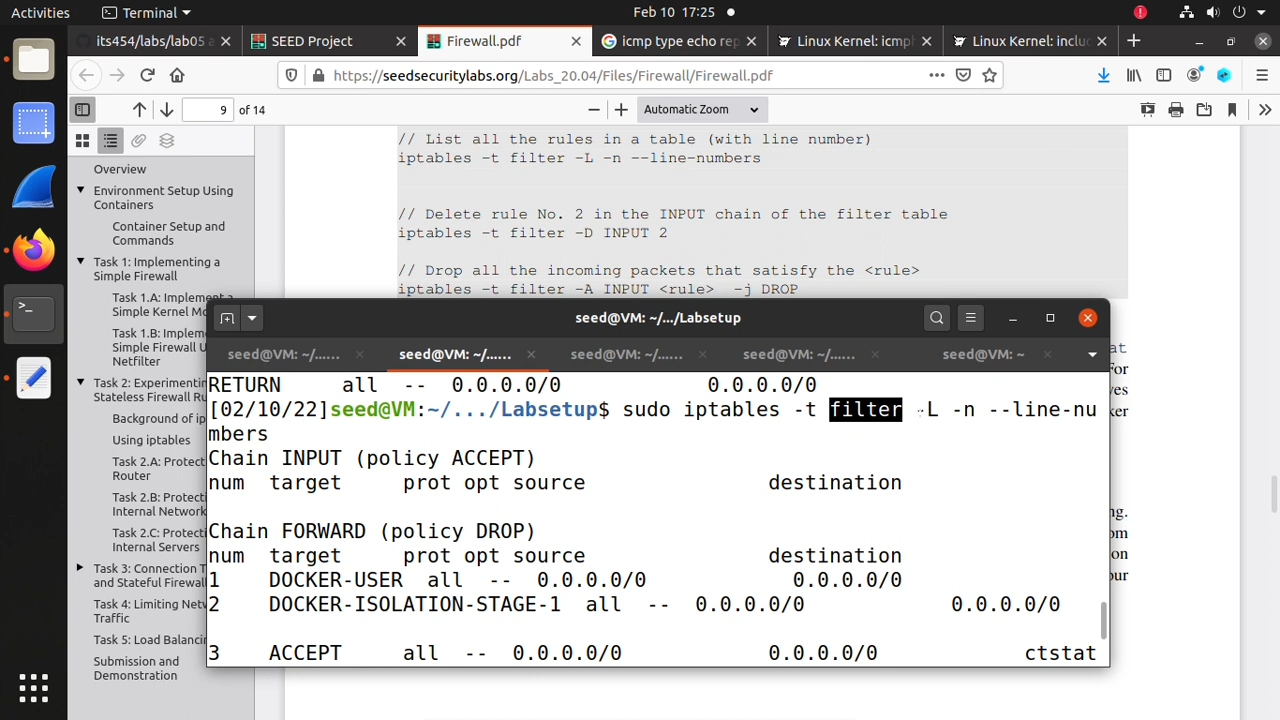 Activities
Terminal
Feb 10 17:25
its454/labs/lab05 a
SEED Project
Firewall.pdf
icmp type echo rep
Linux Kernel: icmph
Linux Kernel: inclu
https://seedsecuritylabs.org/Labs_20.04/Files/Firewall/Firewall.pdf
9 of 14
Automatic Zoom
Overview
Environment Setup Using
Containers
Container Setup and
Commands
Task 1: Implementing a
Simple Firewall
Task 1.A: Implement a
Simple Kernel Mo
Task 1.B: Impleme
Simple Firewall U
Netfilter
Task 2: Experimenting
Stateless Firewall Ru
Background of ip
Using iptables
Task 2.A: Protect
Router
Task 2.B: Protecti
Internal Network
Task 2.C: Protecti
Internal Servers
Task 3: Connection T
and Stateful Firewall
Task 4: Limiting Netw
Traffic
Task 5: Load Balancin
Submission and
Demonstration
// List all the rules in a table (with line number)
iptables -t filter -L -n --line-numbers
// Delete rule No. 2 in the INPUT chain of the filter table
iptables -t filter -D INPUT 2
// Drop all the incoming packets that satisfy the <rule>
iptables -t filter -A INPUT <rule> -j DROP
at
For
ves
ker
ng.
om
on
our
seed@VM: ~/.../Labsetup
seed@VM: ~/...... seed@VM: ~/...... seed@VM: ~/...... seed@VM: ~/...... seed@VM: ~
RETURN all -- 0.0.0.0/0 0.0.0.0/0
[02/10/22]seed@VM:~/.../Labsetup$ sudo iptables -t filter -L -n --line-nu
mbers
Chain INPUT (policy ACCEPT)
num target prot opt source destination
Chain FORWARD (policy DROP)
num target prot opt source destination
1 DOCKER-USER all -- 0.0.0.0/0 0.0.0.0/0
2 DOCKER-ISOLATION-STAGE-1 all -- 0.0.0.0/0 0.0.0.0/0
3 ACCEPT all -- 0.0.0.0/0 0.0.0.0/0 ctstat